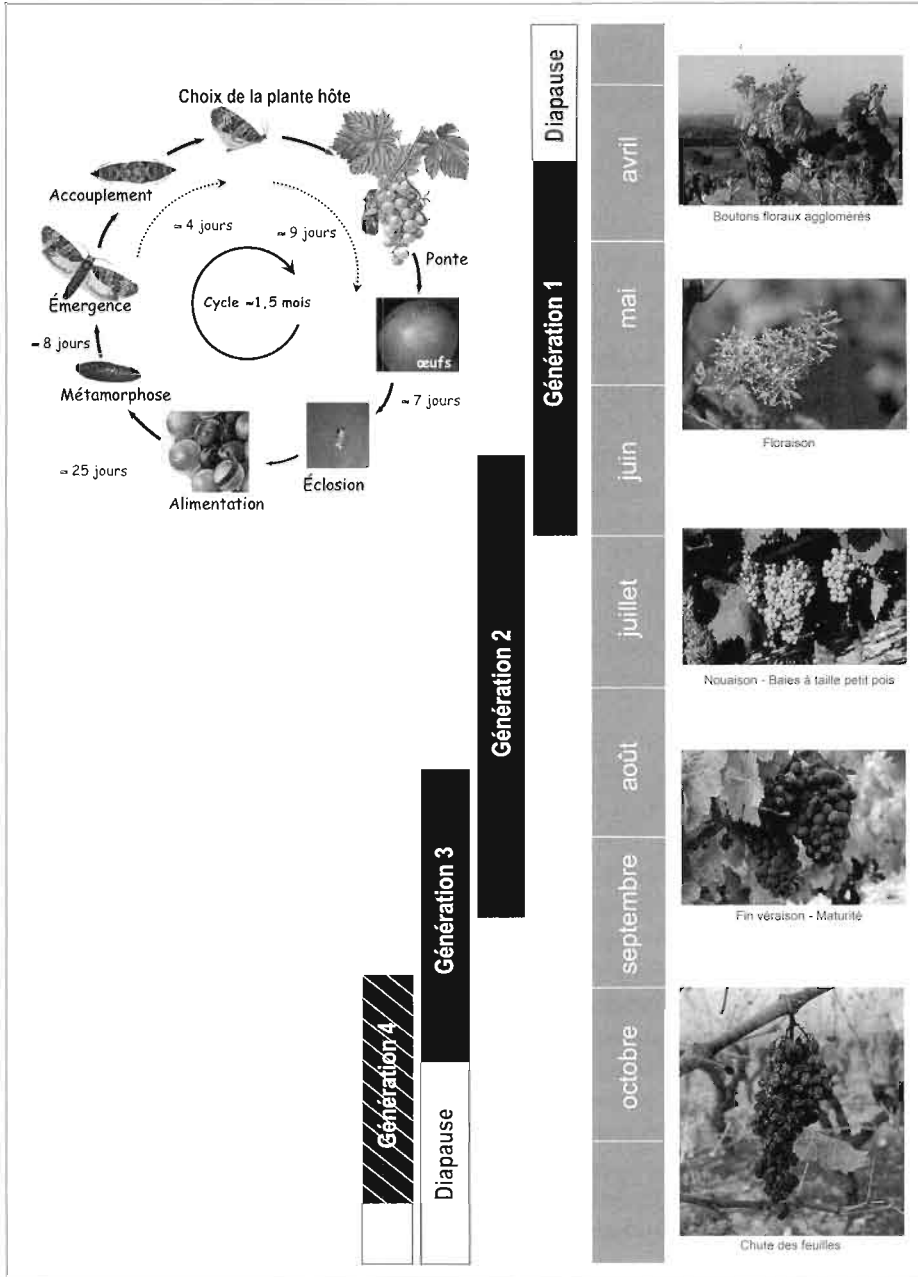 Choix de la plante hôte
Accouplement
≈ 4 jours
≈ 9 jours
Ponte
Émergence
Cycle ≈1,5 mois
≈ 8 jours
œufs
Métamorphose
≈ 7 jours
≈ 25 jours
Éclosion
Alimentation
Diapause
Génération 1
Génération 2
Génération 3
Diapause
Génération 4
avril
mai
juin
juillet
août
septembre
octobre
Boutons floraux agglomérés
Floraison
Nouaison - Baies à taille petit pois
Fin véraison - Maturité
Chute des feuilles